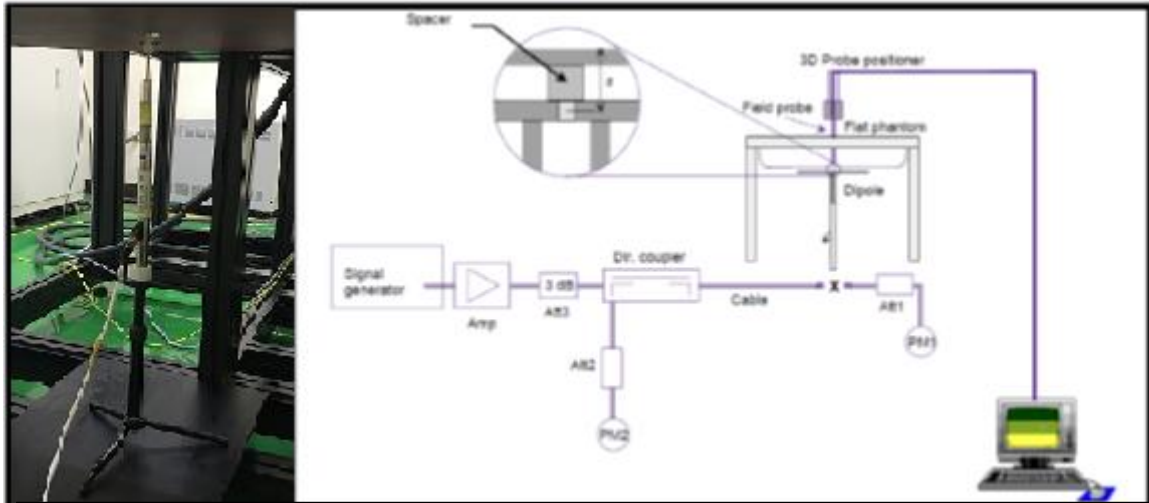 Spacer
s
3D Probe positioner
Field probe
Flat phantom
Dipole
Signal
generator
Amp
3 dB
Att3
Dir. coupler
Cable
x
Att1
PM1
Att2
PM2